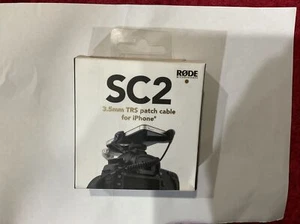 RØDE
SC2
3.5mm TRS patch cable
for iPhone*